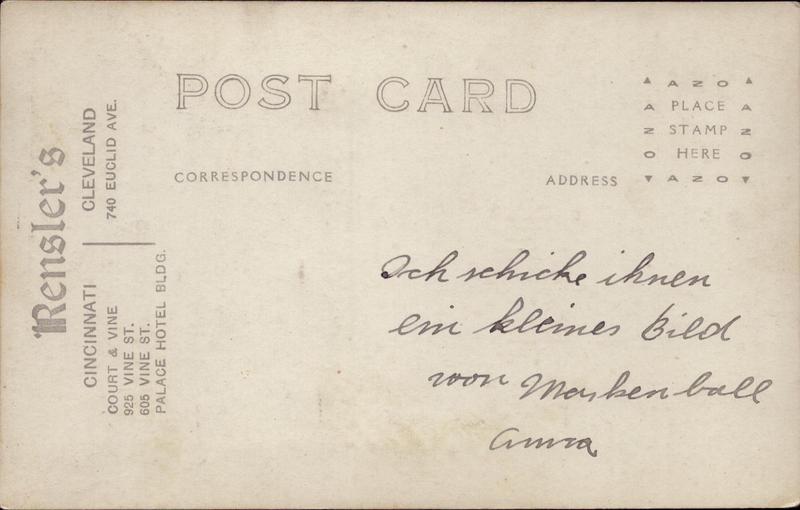 POST CARD
CORRESPONDENCE
ADDRESS
▲ AZO ▲
A PLACE A
Z STAMP Z
O HERE O
▼ AZO ▼
Rensler's
CINCINNATI
COURT & VINE
925 VINE ST.
605 VINE ST.
PALACE HOTEL BLDG.
CLEVELAND
740 EUCLID AVE.
Ich schicke ihnen
ein kleines Bild
von Maskenball
Anna